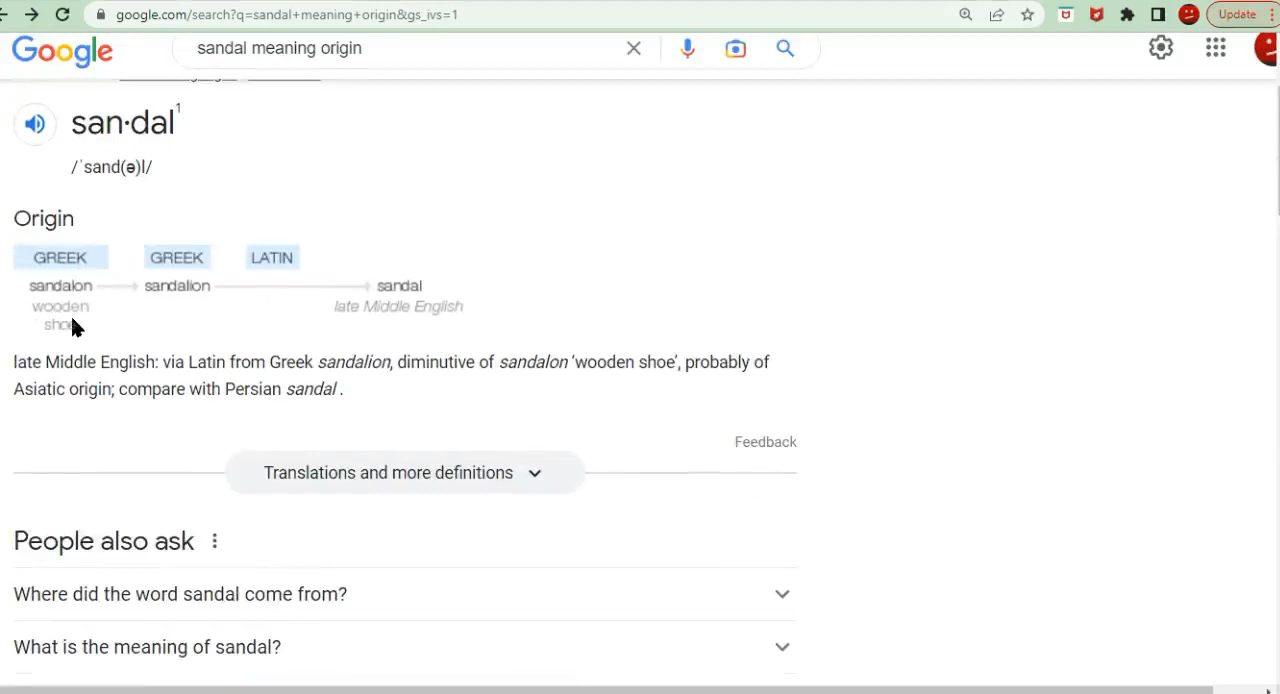 google.com/search?q=sandal+meaning+origin&gs_ivs=1
Update
Google
sandal meaning origin
san·dal1
/ˈsand(ə)l/
Origin
GREEK GREEK LATIN
sandalon sandalion sandal
wooden late Middle English
late Middle English: via Latin from Greek sandalion, diminutive of sandalon 'wooden shoe', probably of
Asiatic origin; compare with Persian sandal .
Feedback
Translations and more definitions
People also ask
Where did the word sandal come from?
What is the meaning of sandal?